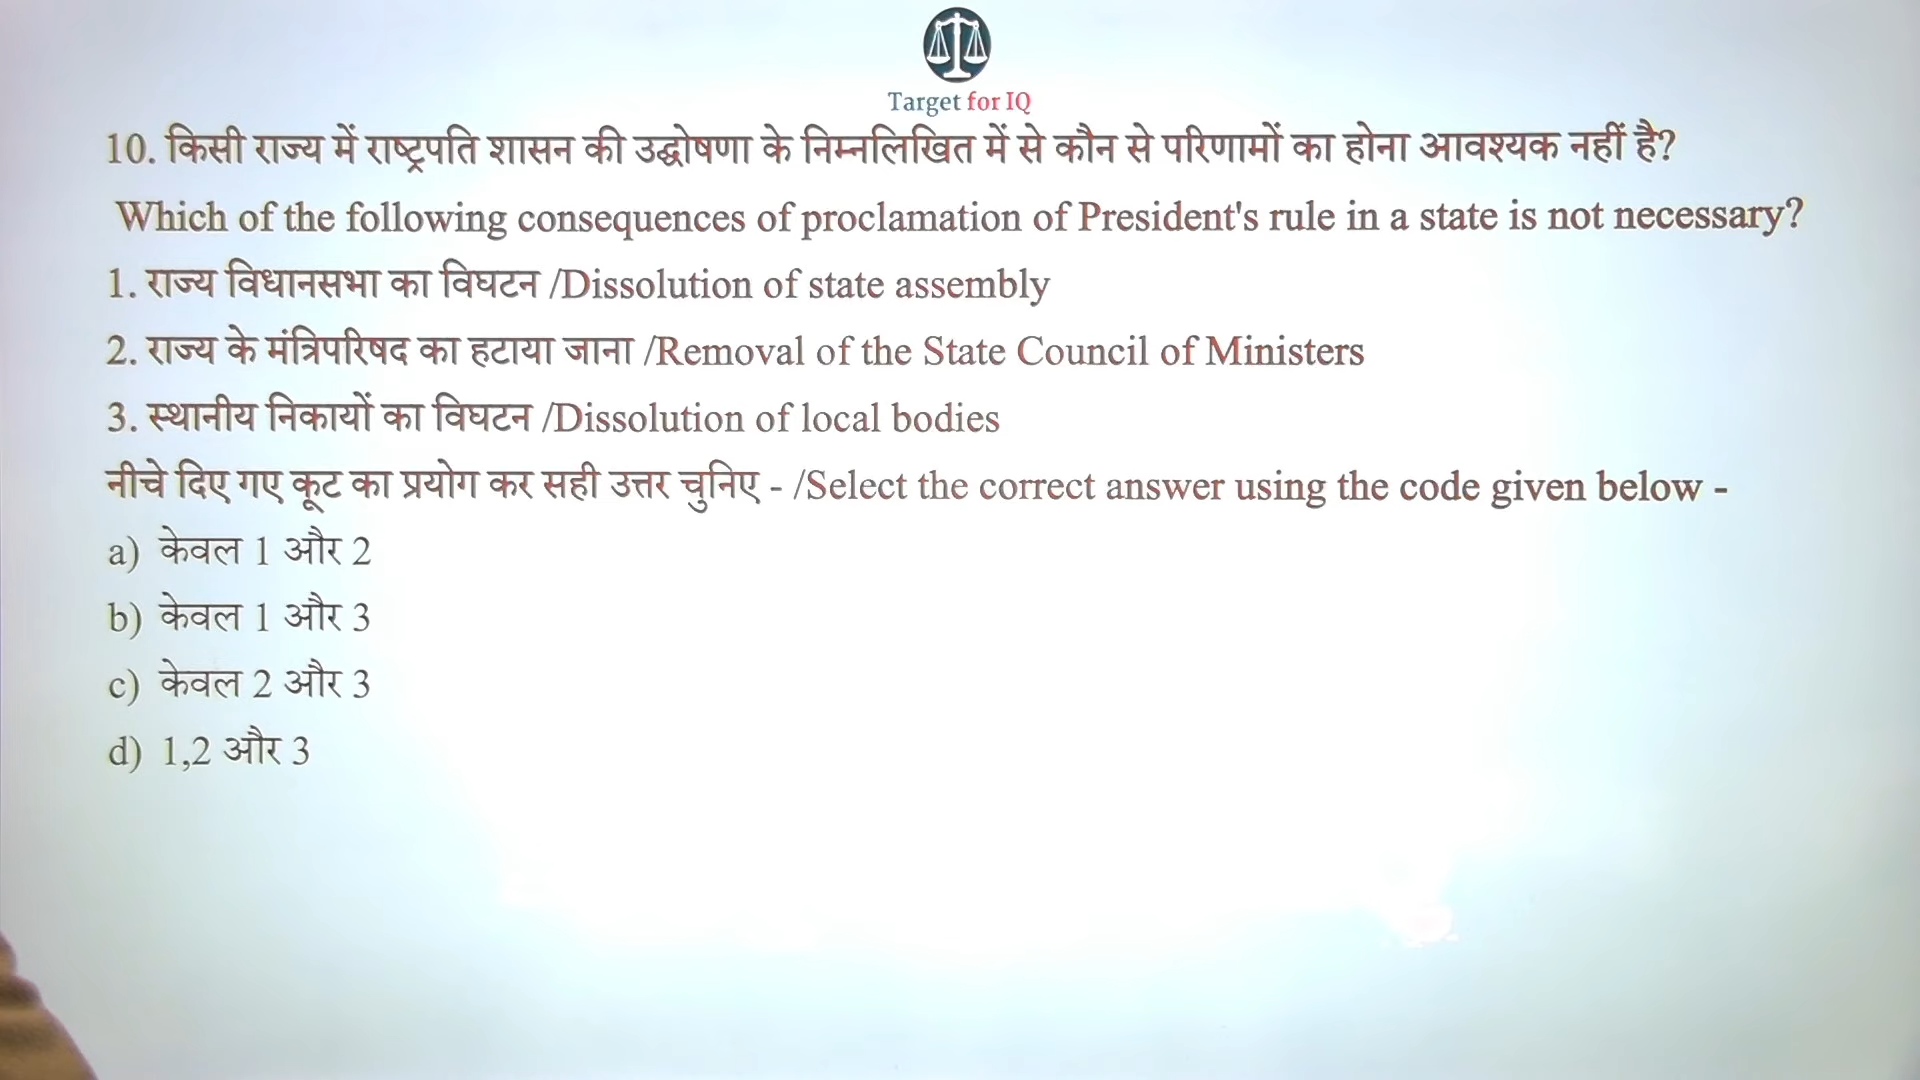 Target for IQ
10. किसी राज्य में राष्ट्रपति शासन की उद्घोषणा के निम्नलिखित में से कौन से परिणामों का होना आवश्यक नहीं है?
Which of the following consequences of proclamation of President's rule in a state is not necessary?
1. राज्य विधानसभा का विघटन /Dissolution of state assembly
2. राज्य के मंत्रिपरिषद का हटाया जाना /Removal of the State Council of Ministers
3. स्थानीय निकायों का विघटन /Dissolution of local bodies
नीचे दिए गए कूट का प्रयोग कर सही उत्तर चुनिए - /Select the correct answer using the code given below -
a) केवल 1 और 2
b) केवल 1 और 3
c) केवल 2 और 3
d) 1,2 और 3